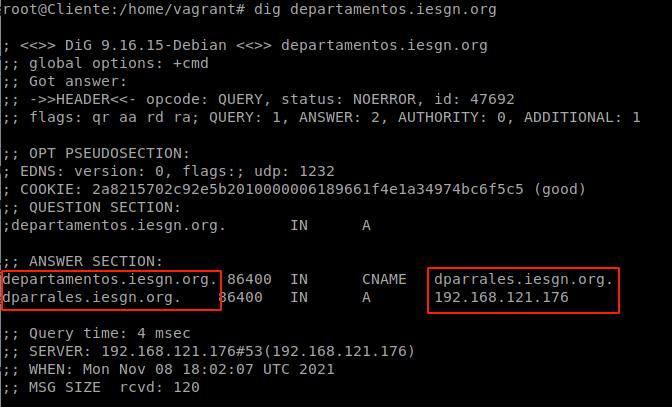 root@Cliente:/home/vagrant# dig departamentos.iesgn.org
; <<>> DiG 9.16.15-Debian <<>> departamentos.iesgn.org
;; global options: +cmd
;; Got answer:
;; ->>HEADER<<- opcode: QUERY, status: NOERROR, id: 47692
;; flags: qr aa rd ra; QUERY: 1, ANSWER: 2, AUTHORITY: 0, ADDITIONAL: 1
;; OPT PSEUDOSECTION:
; EDNS: version: 0, flags:; udp: 1232
; COOKIE: 2a8215702c92e5b2010000006189661f4e1a34974bc6f5c5 (good)
;; QUESTION SECTION:
;departamentos.iesgn.org. IN A
;; ANSWER SECTION:
departamentos.iesgn.org. 86400 IN CNAME dparrales.iesgn.org.
dparrales.iesgn.org. 86400 IN A 192.168.121.176
;; Query time: 4 msec
;; SERVER: 192.168.121.176#53(192.168.121.176)
;; WHEN: Mon Nov 08 18:02:07 UTC 2021
;; MSG SIZE rcvd: 120